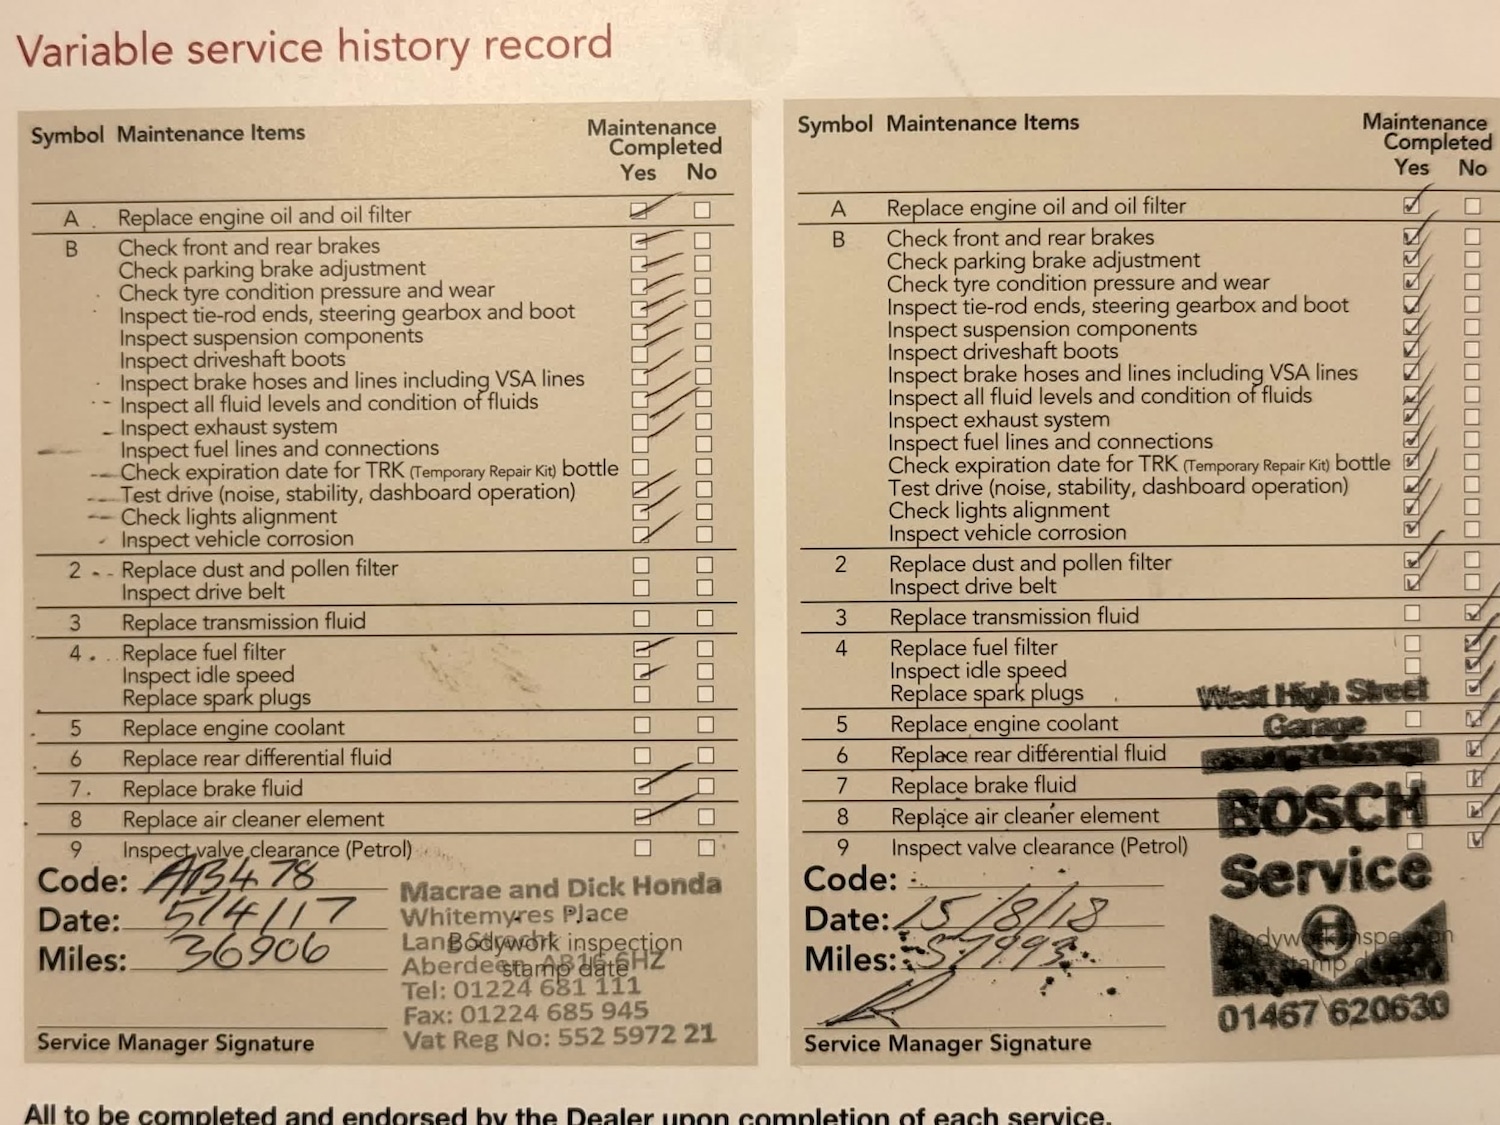 Variable service history record
Symbol Maintenance Items Maintenance Completed
Yes No
A Replace engine oil and oil filter
B Check front and rear brakes
Check parking brake adjustment
Check tyre condition pressure and wear
Inspect tie-rod ends, steering gearbox and boot
Inspect suspension components
Inspect driveshaft boots
Inspect brake hoses and lines including VSA lines
Inspect all fluid levels and condition of fluids
Inspect exhaust system
Inspect fuel lines and connections
Check expiration date for TRK (Temporary Repair Kit) bottle
Test drive (noise, stability, dashboard operation)
Check lights alignment
Inspect vehicle corrosion
2 Replace dust and pollen filter
Inspect drive belt
3 Replace transmission fluid
4 Replace fuel filter
Inspect idle speed
Replace spark plugs
5 Replace engine coolant
6 Replace rear differential fluid
7 Replace brake fluid
8 Replace air cleaner element
9 Inspect valve clearance (Petrol)
Code: AB478
Date: 5/4/17
Miles: 36906
Service Manager Signature
Macrae and Dick Honda
Whitemyres Place
Bodywork inspection
stamp date
Aberdeen AB16 6HZ
Tel: 01224 681 111
Fax: 01224 685 945
Vat Reg No: 552 5972 21
Symbol Maintenance Items Maintenance Completed
Yes No
A Replace engine oil and oil filter
B Check front and rear brakes
Check parking brake adjustment
Check tyre condition pressure and wear
Inspect tie-rod ends, steering gearbox and boot
Inspect suspension components
Inspect driveshaft boots
Inspect brake hoses and lines including VSA lines
Inspect all fluid levels and condition of fluids
Inspect exhaust system
Inspect fuel lines and connections
Check expiration date for TRK (Temporary Repair Kit) bottle
Test drive (noise, stability, dashboard operation)
Check lights alignment
Inspect vehicle corrosion
2 Replace dust and pollen filter
Inspect drive belt
3 Replace transmission fluid
4 Replace fuel filter
Inspect idle speed
Replace spark plugs
5 Replace engine coolant
6 Replace rear differential fluid
7 Replace brake fluid
8 Replace air cleaner element
9 Inspect valve clearance (Petrol)
Code:
Date: 15/8/18
Miles: 57993
Service Manager Signature
West High Street
Garage
BOSCH
Service
Bodywork inspection
stamp date
01467 620630
All to be completed and endorsed by the Dealer upon completion of each service.